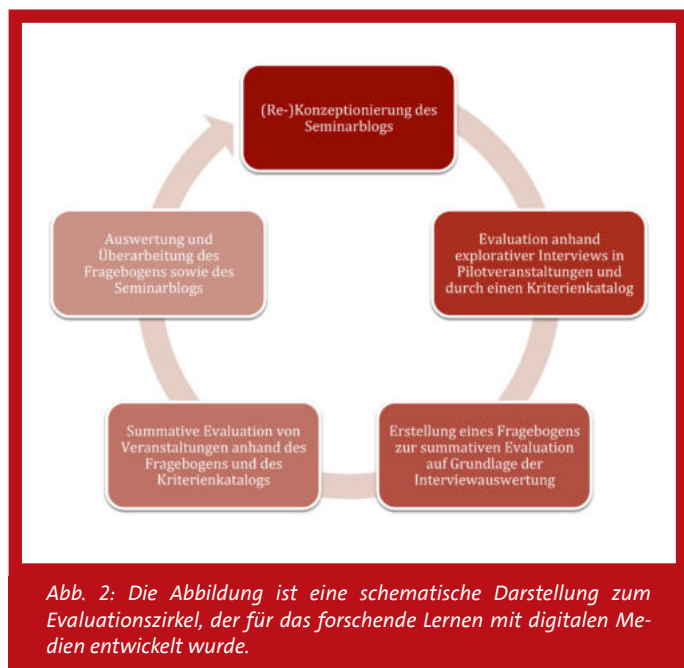 (Re-)Konzeptionierung des
Seminarblogs
Evaluation anhand
explorativer Interviews in
Pilotveranstaltungen und
durch einen Kriterienkatalog
Erstellung eines Fragebogens
zur summativen Evaluation
auf Grundlage der
Interviewauswertung
Summative Evaluation von
Veranstaltungen anhand des
Fragebogens und des
Kriterienkatalogs
Auswertung und
Überarbeitung des
Fragebogens sowie des
Seminarblogs
Abb. 2: Die Abbildung ist eine schematische Darstellung zum
Evaluationszirkel, der für das forschende Lernen mit digitalen Me-
dien entwickelt wurde.